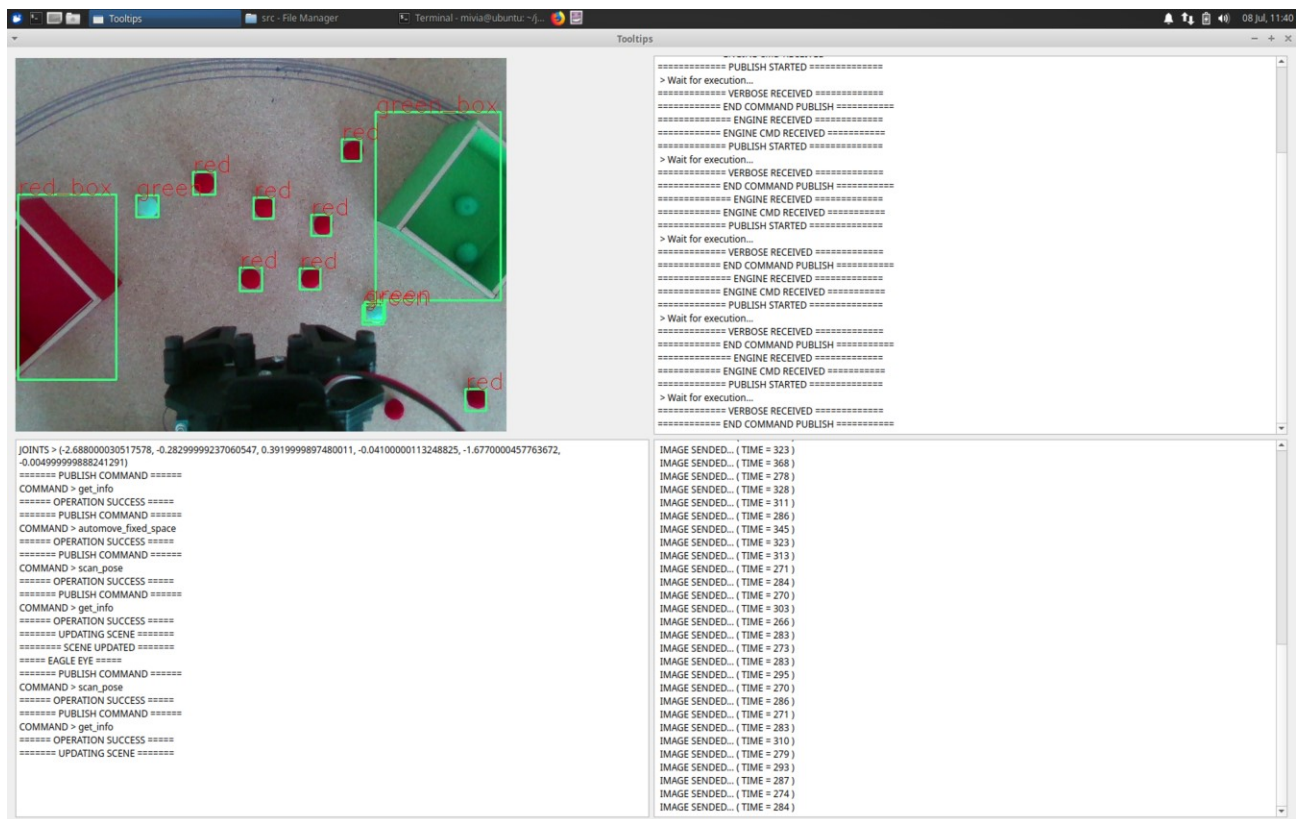 Tooltips
src - File Manager
Terminal - mivia@ubuntu: ~/j...
08 Jul, 11:40
Tooltips
green_box
red
red
red_box
green
red
red
red
red
green
red
============= PUBLISH STARTED ==============
> Wait for execution...
============= VERBOSE RECEIVED =============
============ END COMMAND PUBLISH ===========
============== ENGINE RECEIVED =============
============ ENGINE CMD RECEIVED ===========
============= PUBLISH STARTED ==============
> Wait for execution...
============= VERBOSE RECEIVED =============
============ END COMMAND PUBLISH ===========
============== ENGINE RECEIVED =============
============ ENGINE CMD RECEIVED ===========
============= PUBLISH STARTED ==============
> Wait for execution...
============= VERBOSE RECEIVED =============
============ END COMMAND PUBLISH ===========
============== ENGINE RECEIVED =============
============ ENGINE CMD RECEIVED ===========
============= PUBLISH STARTED ==============
> Wait for execution...
============= VERBOSE RECEIVED =============
============ END COMMAND PUBLISH ===========
============== ENGINE RECEIVED =============
============ ENGINE CMD RECEIVED ===========
============= PUBLISH STARTED ==============
> Wait for execution...
============= VERBOSE RECEIVED =============
============ END COMMAND PUBLISH ===========
JOINTS > (-2.688000030517578, -0.28299999237060547, 0.3919999897480011, -0.04100000113248825, -1.6770000457763672,
-0.004999999888241291)
======= PUBLISH COMMAND ======
COMMAND > get_info
====== OPERATION SUCCESS =====
======= PUBLISH COMMAND ======
COMMAND > automove_fixed_space
====== OPERATION SUCCESS =====
======= PUBLISH COMMAND ======
COMMAND > scan_pose
====== OPERATION SUCCESS =====
======= PUBLISH COMMAND ======
COMMAND > get_info
====== OPERATION SUCCESS =====
======= UPDATING SCENE =======
======== SCENE UPDATED =======
===== EAGLE EYE =====
======= PUBLISH COMMAND ======
COMMAND > scan_pose
====== OPERATION SUCCESS =====
======= PUBLISH COMMAND ======
COMMAND > get_info
====== OPERATION SUCCESS =====
======= UPDATING SCENE =======
IMAGE SENDED... ( TIME = 323 )
IMAGE SENDED... ( TIME = 368 )
IMAGE SENDED... ( TIME = 278 )
IMAGE SENDED... ( TIME = 328 )
IMAGE SENDED... ( TIME = 311 )
IMAGE SENDED... ( TIME = 286 )
IMAGE SENDED... ( TIME = 345 )
IMAGE SENDED... ( TIME = 323 )
IMAGE SENDED... ( TIME = 313 )
IMAGE SENDED... ( TIME = 271 )
IMAGE SENDED... ( TIME = 284 )
IMAGE SENDED... ( TIME = 270 )
IMAGE SENDED... ( TIME = 303 )
IMAGE SENDED... ( TIME = 266 )
IMAGE SENDED... ( TIME = 283 )
IMAGE SENDED... ( TIME = 273 )
IMAGE SENDED... ( TIME = 283 )
IMAGE SENDED... ( TIME = 295 )
IMAGE SENDED... ( TIME = 270 )
IMAGE SENDED... ( TIME = 286 )
IMAGE SENDED... ( TIME = 271 )
IMAGE SENDED... ( TIME = 283 )
IMAGE SENDED... ( TIME = 310 )
IMAGE SENDED... ( TIME = 279 )
IMAGE SENDED... ( TIME = 293 )
IMAGE SENDED... ( TIME = 287 )
IMAGE SENDED... ( TIME = 274 )
IMAGE SENDED... ( TIME = 284 )